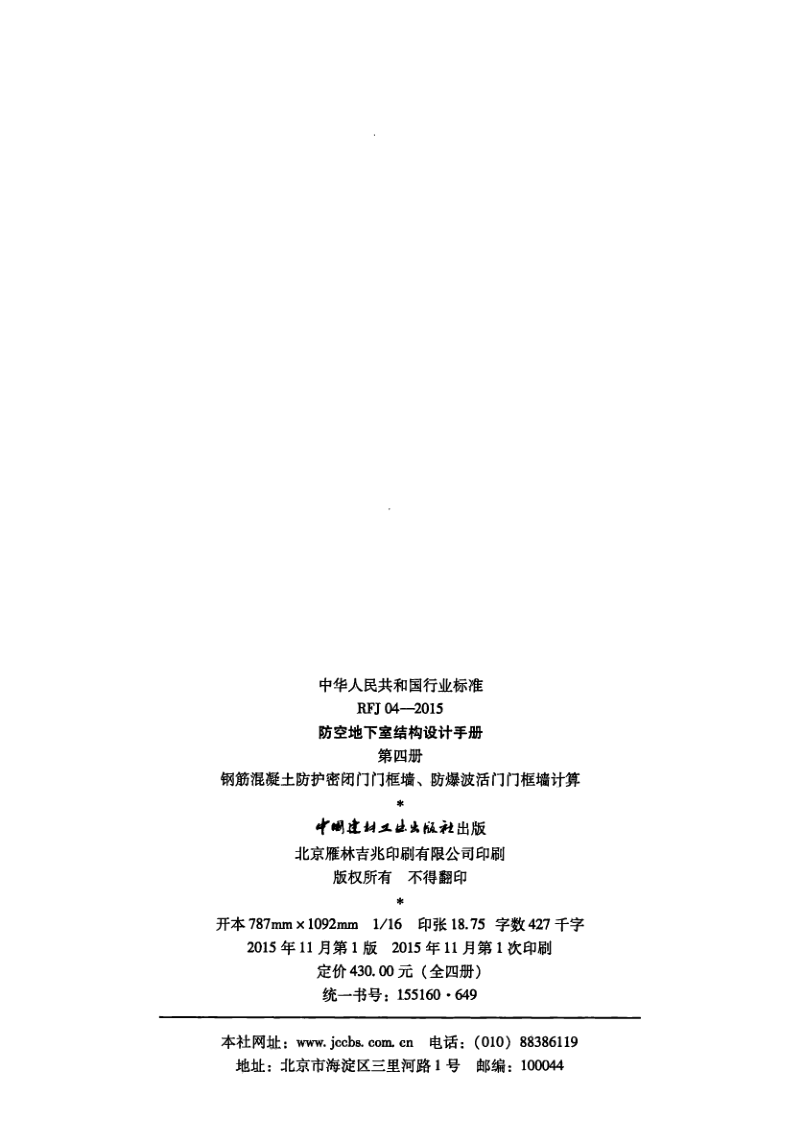 中华人民共和国行业标准
RFJ 04—2015
防空地下室结构设计手册
第四册
钢筋混凝土防护密闭门门框墙、防爆波活门门框墙计算
*
中国建材工业出版社出版
北京雁林吉兆印刷有限公司印刷
版权所有 不得翻印
*
开本 787mm×1092mm 1/16 印张 18.75 字数 427 千字
2015 年 11 月第 1 版 2015 年 11 月第 1 次印刷
定价 430.00 元（全四册）
统一书号：155160·649
本社网址：www.jccbs.com.cn 电话：（010）88386119
地址：北京市海淀区三里河路 1 号 邮编：100044